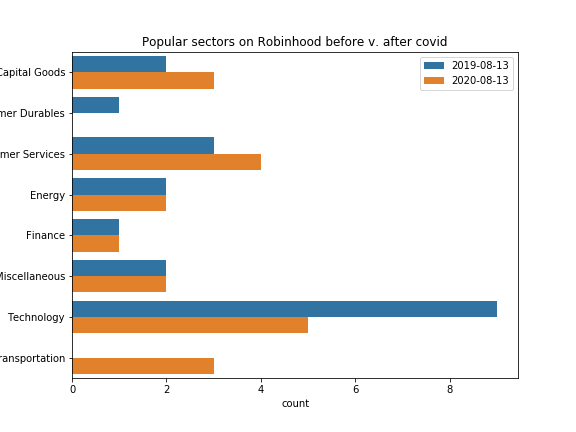 Popular sectors on Robinhood before v. after covid
2019-08-13
2020-08-13
Capital Goods
mer Durables
mer Services
Energy
Finance
Miscellaneous
Technology
ransportation
0 2 4 6 8
count